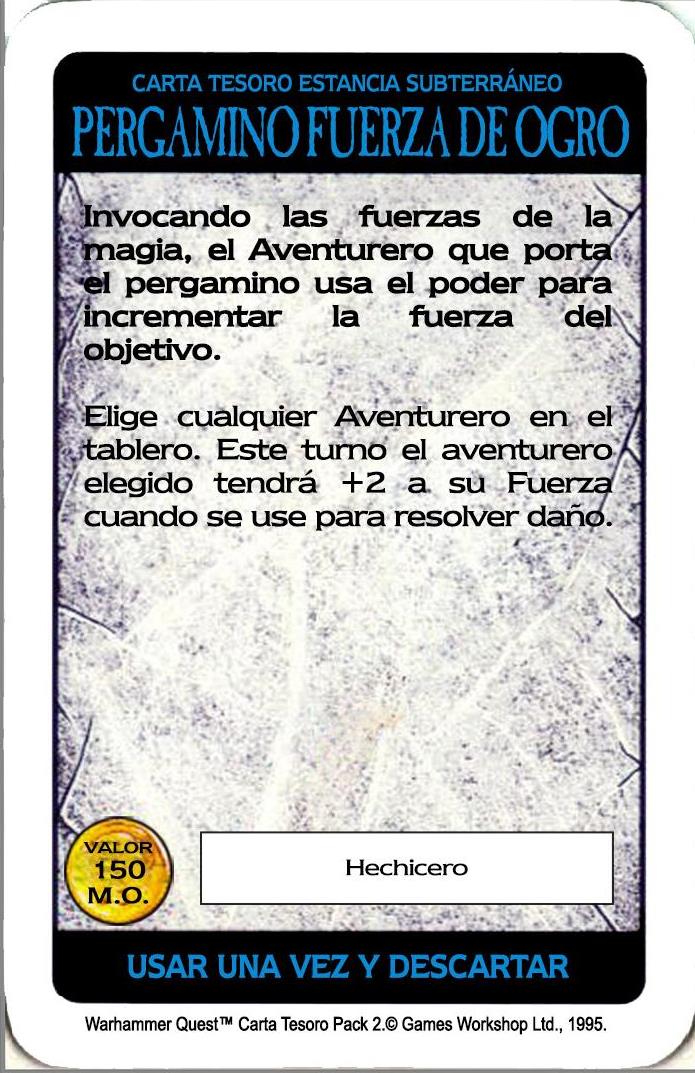 CARTA TESORO ESTANCIA SUBTERRÁNEO
PERGAMINO FUERZA DE OGRO
Invocando las fuerzas de la
magia, el Aventurero que porta
el pergamino usa el poder para
incrementar la fuerza del
objetivo.
Elige cualquier Aventurero en el
tablero. Este turno el aventurero
elegido tendrá +2 a su Fuerza
cuando se use para resolver daño.
VALOR
150
M.O.
Hechicero
USAR UNA VEZ Y DESCARTAR
Warhammer Quest™ Carta Tesoro Pack 2.© Games Workshop Ltd., 1995.